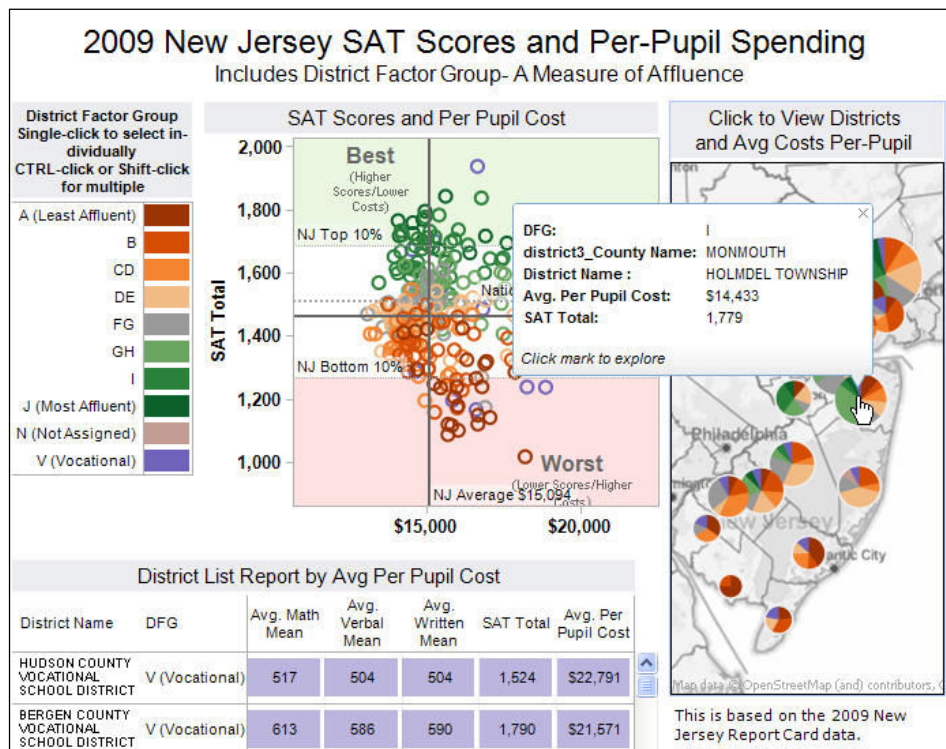 2009 New Jersey SAT Scores and Per-Pupil Spending
Includes District Factor Group- A Measure of Affluence
District Factor Group
Single-click to select in-
dividually
CTRL-click or Shift-click
for multiple
A (Least Affluent)
B
CD
DE
FG
GH
I
J (Most Affluent)
N (Not Assigned)
V (Vocational)
SAT Scores and Per Pupil Cost
SAT Total
2,000
1,800
1,600
1,400
1,200
1,000
Best
(Higher
Scores/Lower
Costs)
NJ Top 10%
Natio
NJ Bottom 10%
Worst
(Lower Scores/Higher
Costs)
NJ Average $15,094
$15,000
$20,000
Click to View Districts
and Avg Costs Per-Pupil
DFG: I
district3_County Name: MONMOUTH
District Name : HOLMDEL TOWNSHIP
Avg. Per Pupil Cost: $14,433
SAT Total: 1,779
Click mark to explore
Philadelphia
New Jersey
antic City
Map data © OpenStreetMap (and) contributors, C
This is based on the 2009 New
Jersey Report Card data.
District List Report by Avg Per Pupil Cost
District Name DFG Avg. Math Mean Avg. Verbal Mean Avg. Written Mean SAT Total Avg. Per Pupil Cost
HUDSON COUNTY
VOCATIONAL
SCHOOL DISTRICT
V (Vocational) 517 504 504 1,524 $22,791
BERGEN COUNTY
VOCATIONAL
SCHOOL DISTRICT
V (Vocational) 613 586 590 1,790 $21,571